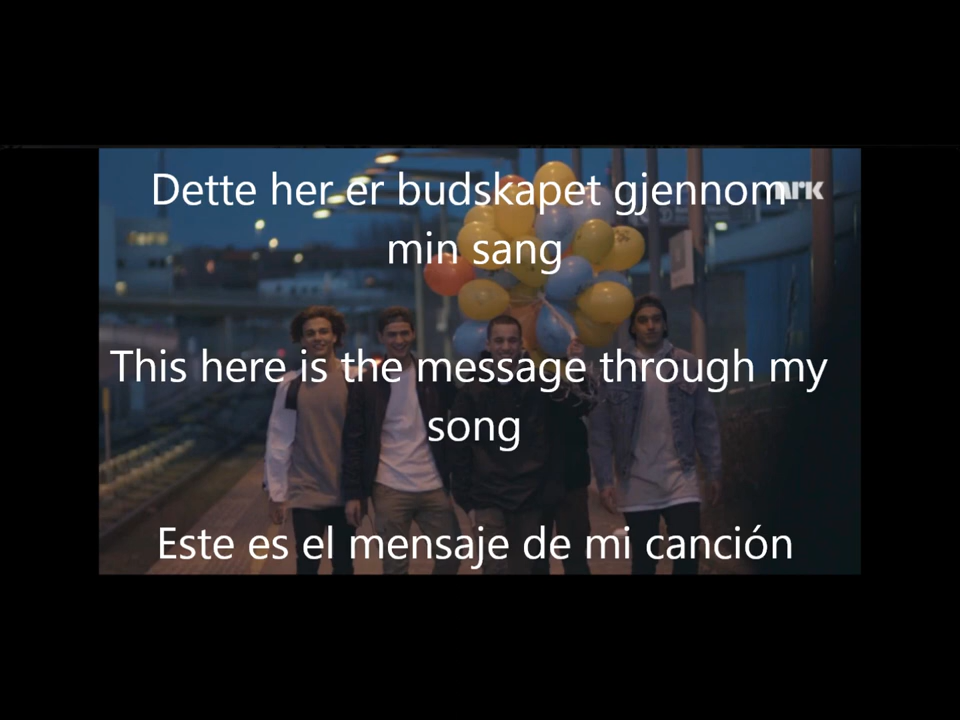 Dette her er budskapet gjennom nrk
min sang
This here is the message through my
song
Este es el mensaje de mi canción